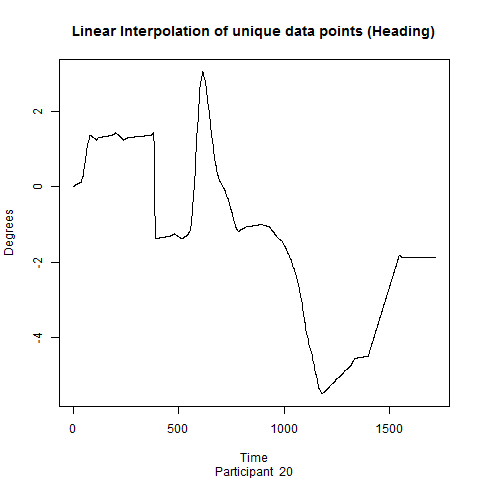 Linear Interpolation of unique data points (Heading)
Degrees
2
0
-2
-4
0 500 1000 1500
Time
Participant 20